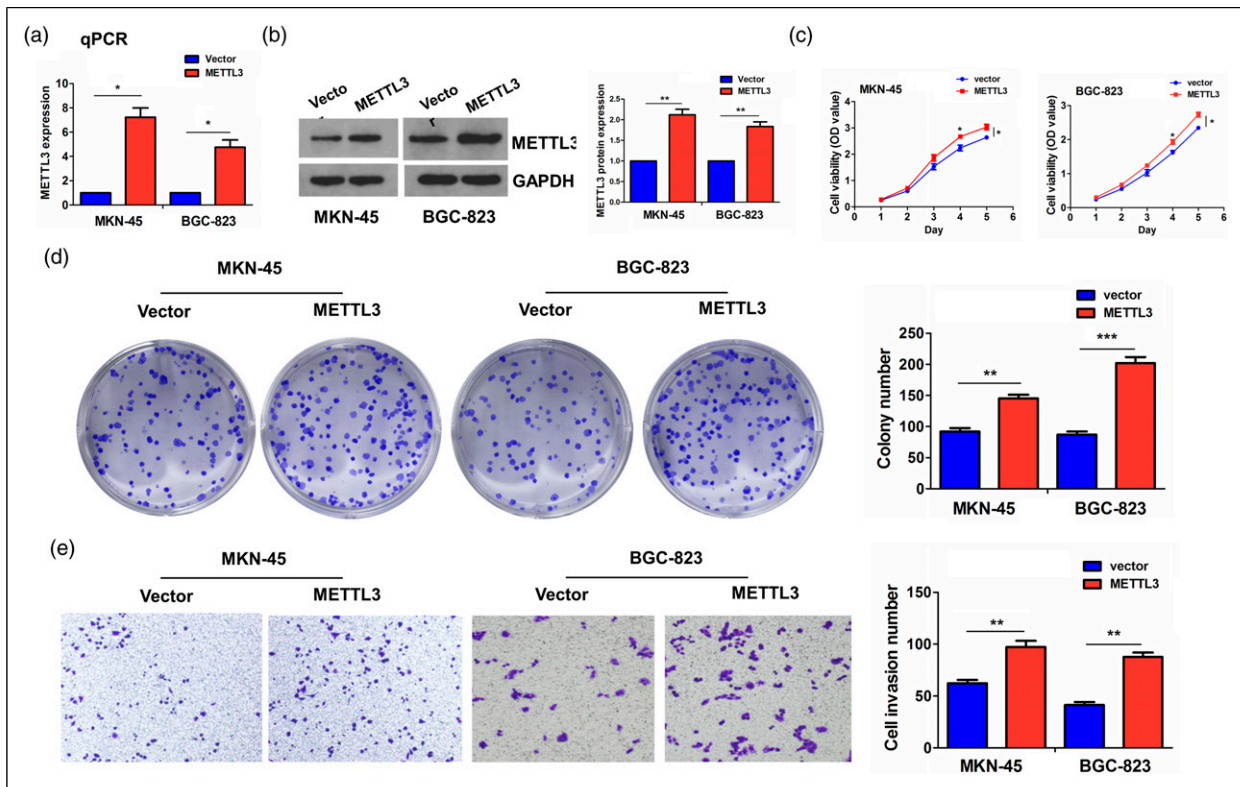 (a)
qPCR
Vector
METTL3
METTL3 expression
10
8
6
4
2
0
*
*
MKN-45
BGC-823
(b)
Vecto
r
METTL3
Vecto
r
METTL3
METTL3
GAPDH
MKN-45
BGC-823
Vector
METTL3
METTL3 protein expression
2.5
2.0
1.5
1.0
0.5
0.0
**
**
MKN-45
BGC-823
(c)
MKN-45
vector
METTL3
Cell viability (OD value)
4
3
2
1
0
*
*
0 1 2 3 4 5 6
Day
BGC-823
vector
METTL3
Cell viability (OD value)
3
2
1
0
*
*
0 1 2 3 4 5 6
Day
(d)
MKN-45
BGC-823
Vector
METTL3
Vector
METTL3
vector
METTL3
Colony number
250
200
150
100
50
0
**
***
MKN-45
BGC-823
(e)
MKN-45
BGC-823
Vector
METTL3
Vector
METTL3
vector
METTL3
Cell invasion number
150
100
50
0
**
**
MKN-45
BGC-823